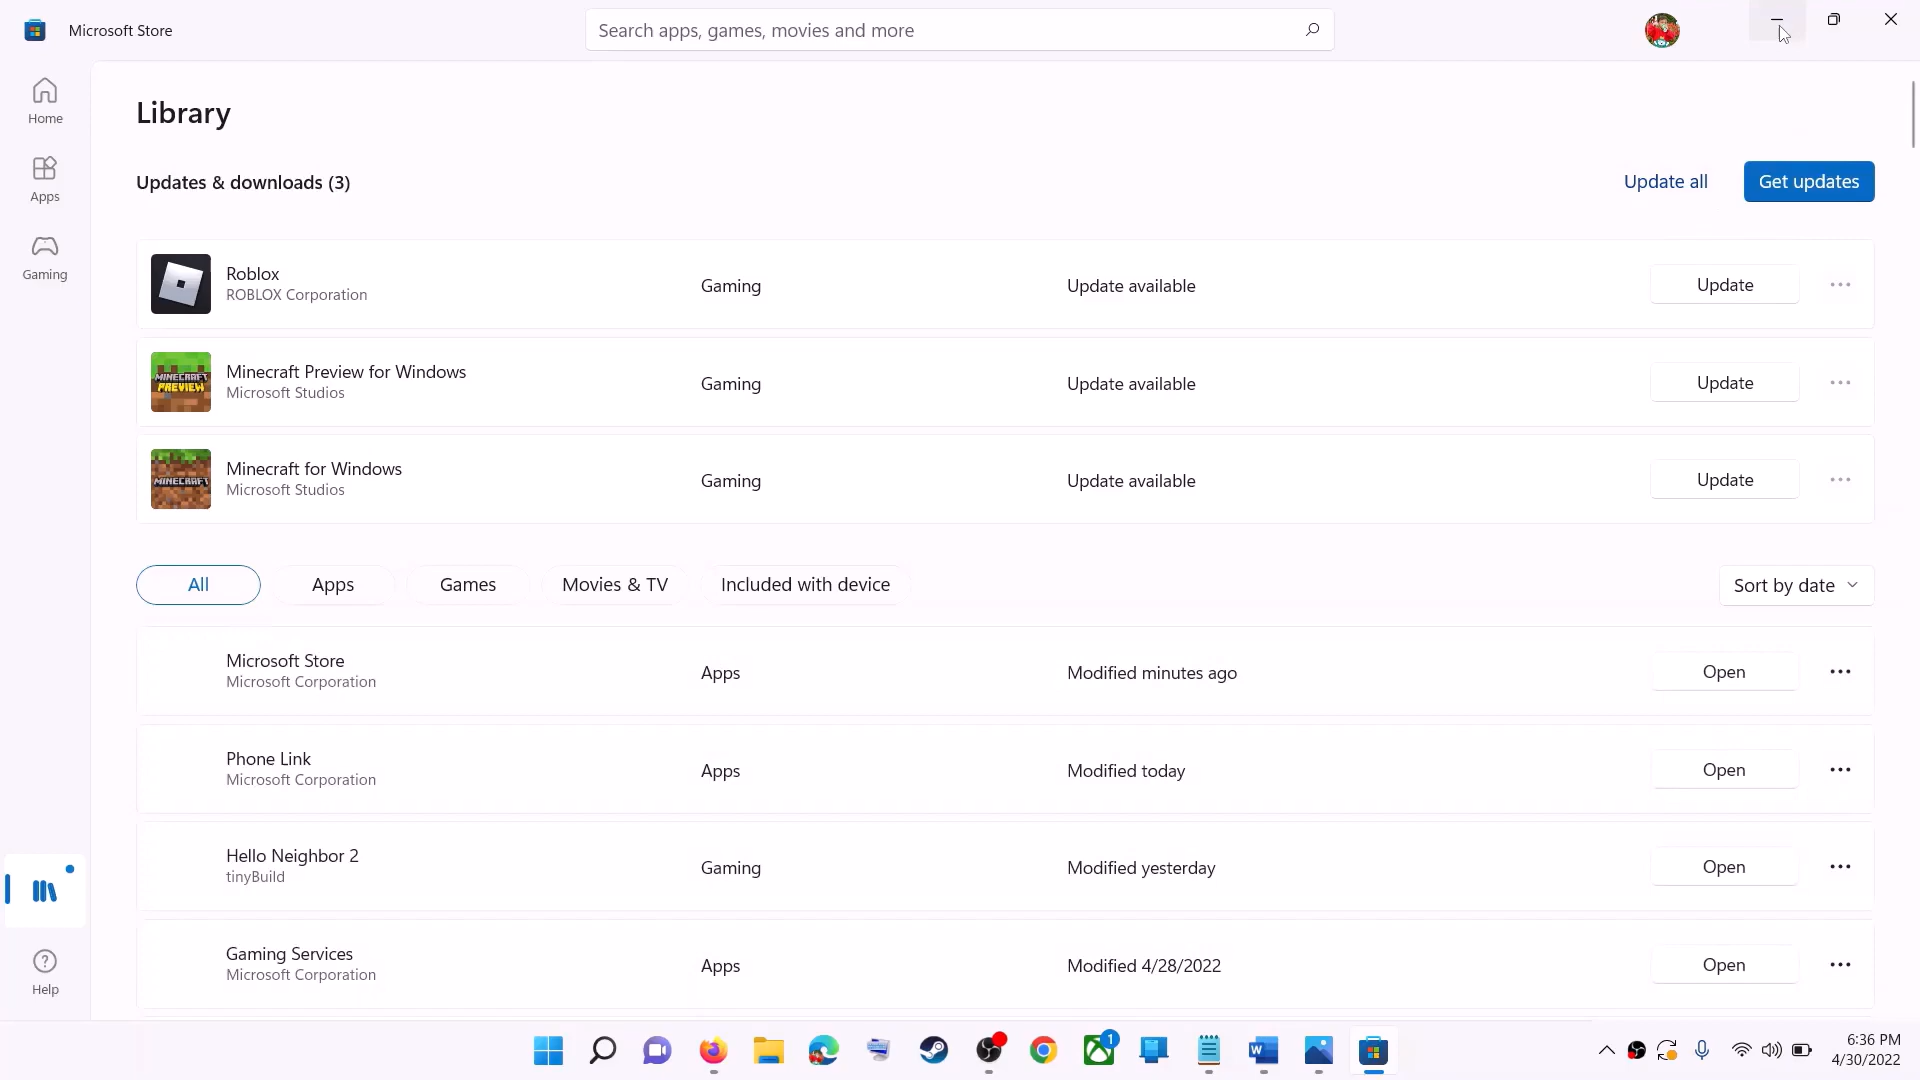 Microsoft Store
Search apps, games, movies and more
Home
Apps
Gaming
Library
Updates & downloads (3)
Update all
Get updates
Roblox
ROBLOX Corporation
Gaming
Update available
Update
MINECRAFT
PREVIEW
Minecraft Preview for Windows
Microsoft Studios
Gaming
Update available
Update
MINECRAFT
Minecraft for Windows
Microsoft Studios
Gaming
Update available
Update
All
Apps
Games
Movies & TV
Included with device
Sort by date
Microsoft Store
Microsoft Corporation
Apps
Modified minutes ago
Open
Phone Link
Microsoft Corporation
Apps
Modified today
Open
Hello Neighbor 2
tinyBuild
Gaming
Modified yesterday
Open
Gaming Services
Microsoft Corporation
Apps
Modified 4/28/2022
Open
Help
1
W
6:36 PM
4/30/2022